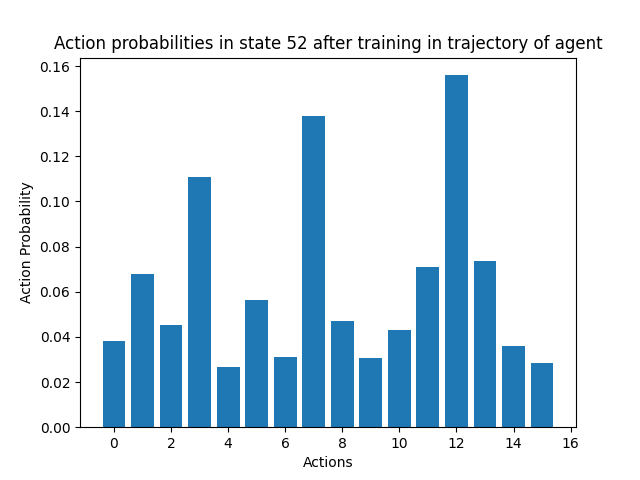 Action probabilities in state 52 after training in trajectory of agent
0.16
0.14
0.12
0.10
0.08
0.06
0.04
0.02
0.00
Action Probability
0 2 4 6 8 10 12 14 16
Actions